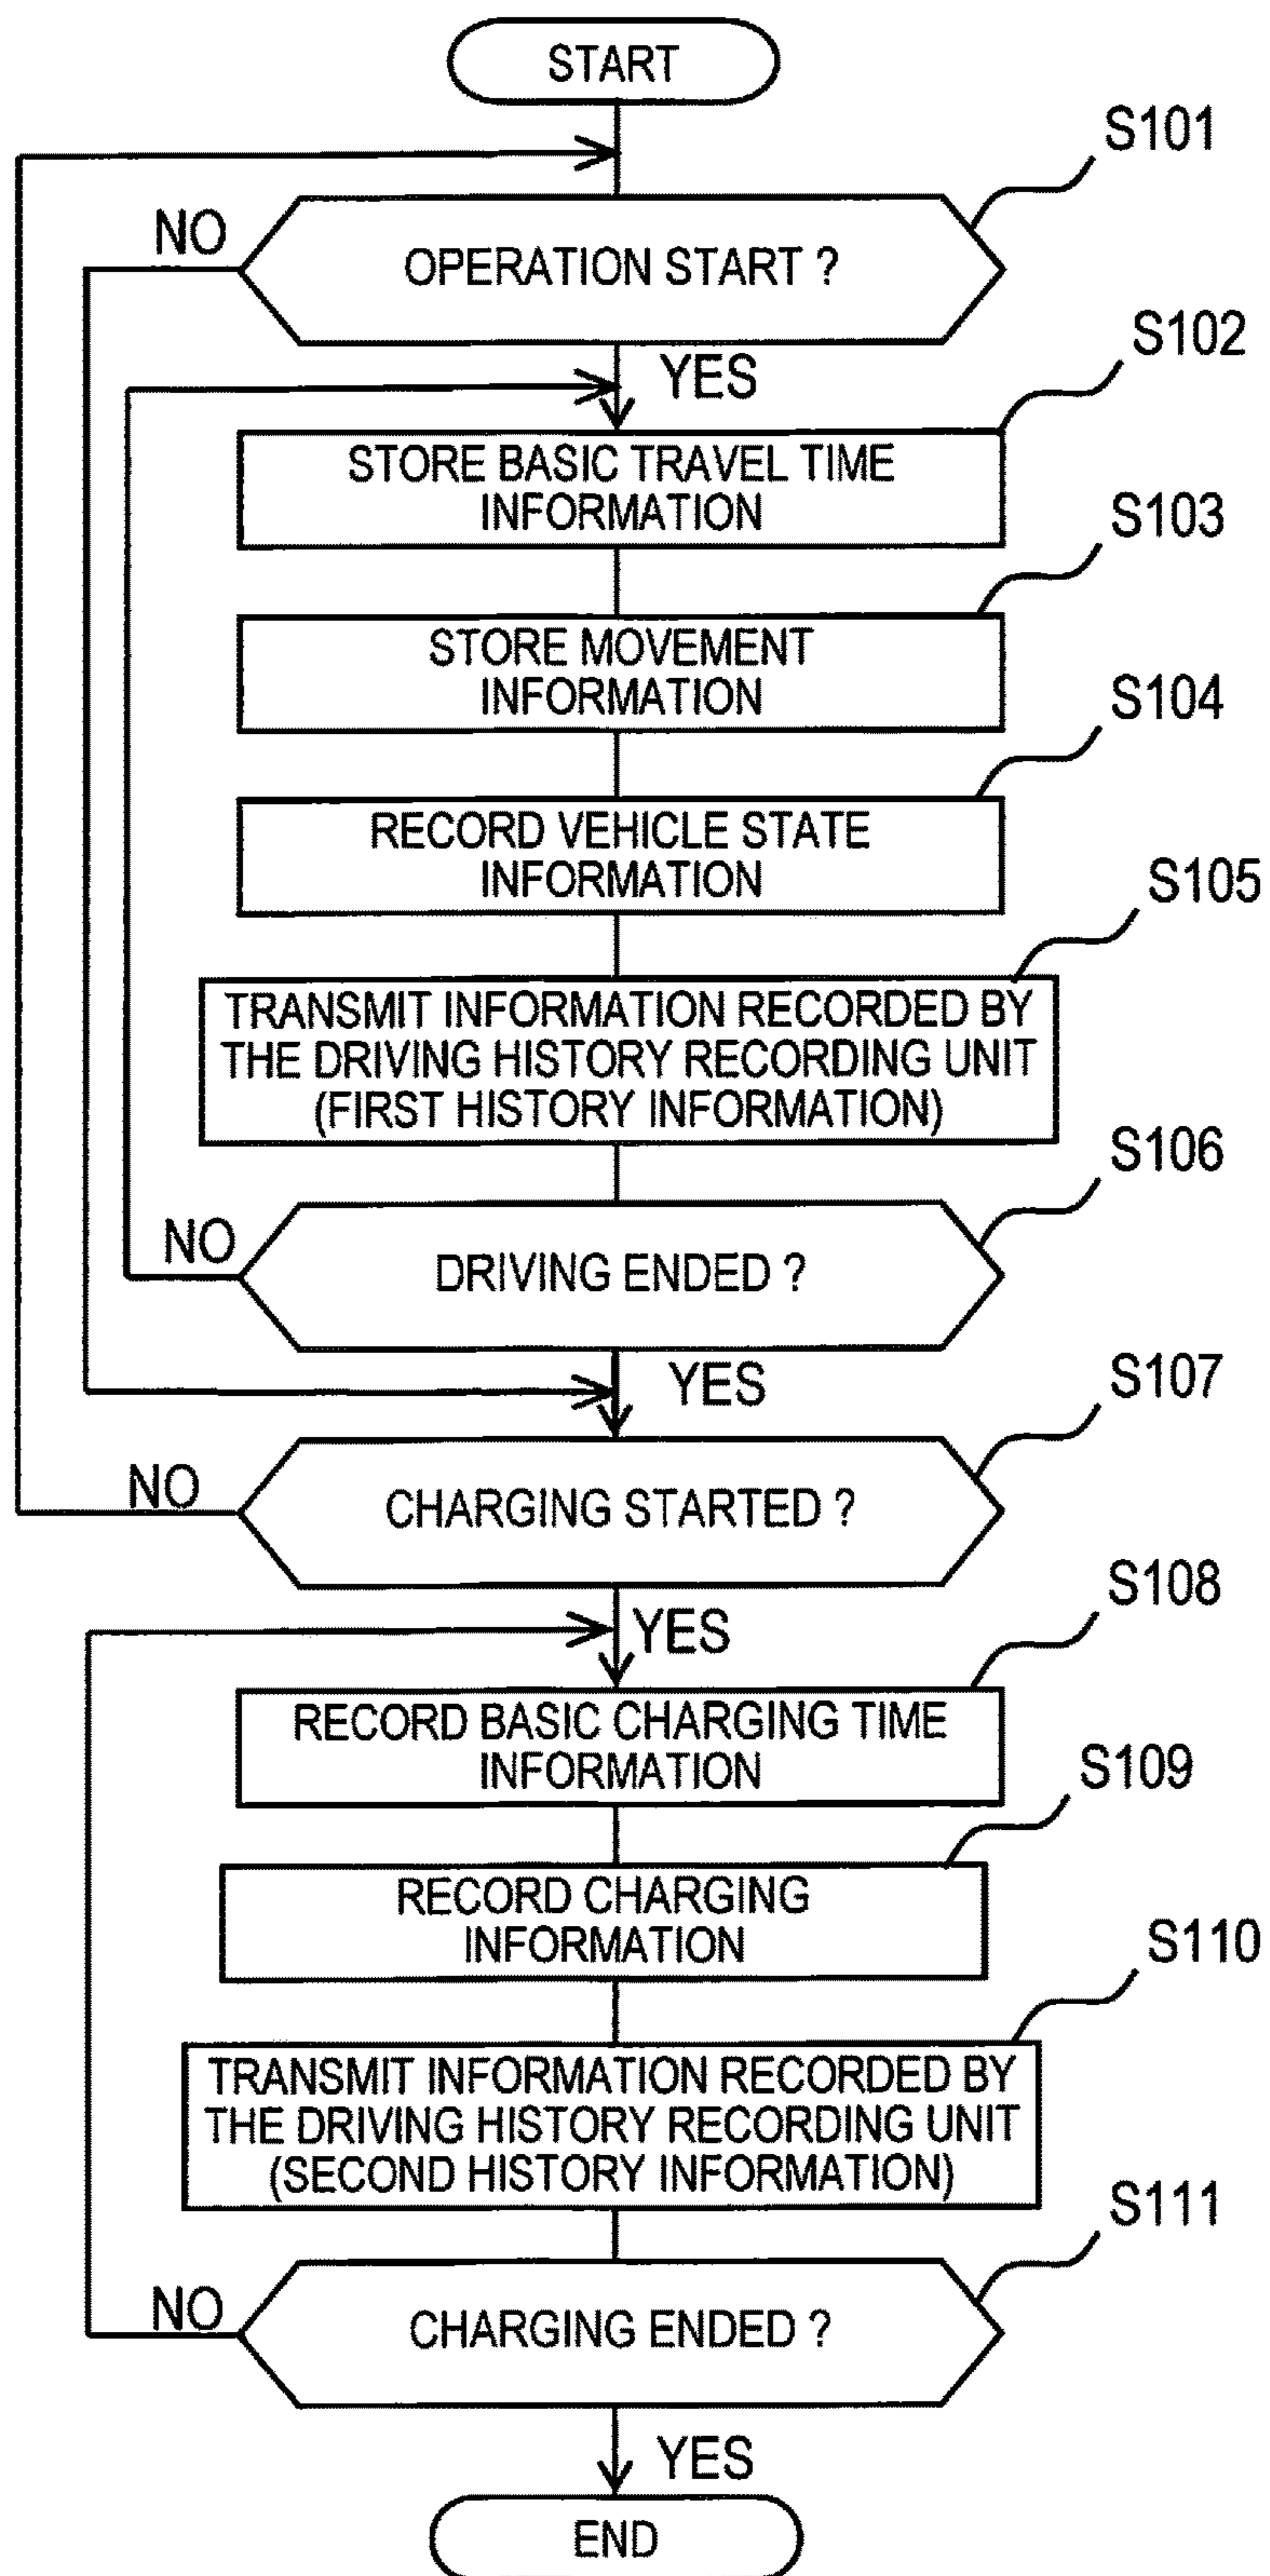 START
S101
NO
OPERATION START ?
S102
YES
STORE BASIC TRAVEL TIME
INFORMATION
S103
STORE MOVEMENT
INFORMATION
S104
RECORD VEHICLE STATE
INFORMATION
S105
TRANSMIT INFORMATION RECORDED BY
THE DRIVING HISTORY RECORDING UNIT
(FIRST HISTORY INFORMATION)
S106
NO
DRIVING ENDED ?
S107
YES
NO
CHARGING STARTED ?
S108
YES
RECORD BASIC CHARGING TIME
INFORMATION
S109
RECORD CHARGING
INFORMATION
S110
TRANSMIT INFORMATION RECORDED BY
THE DRIVING HISTORY RECORDING UNIT
(SECOND HISTORY INFORMATION)
S111
NO
CHARGING ENDED ?
YES
END